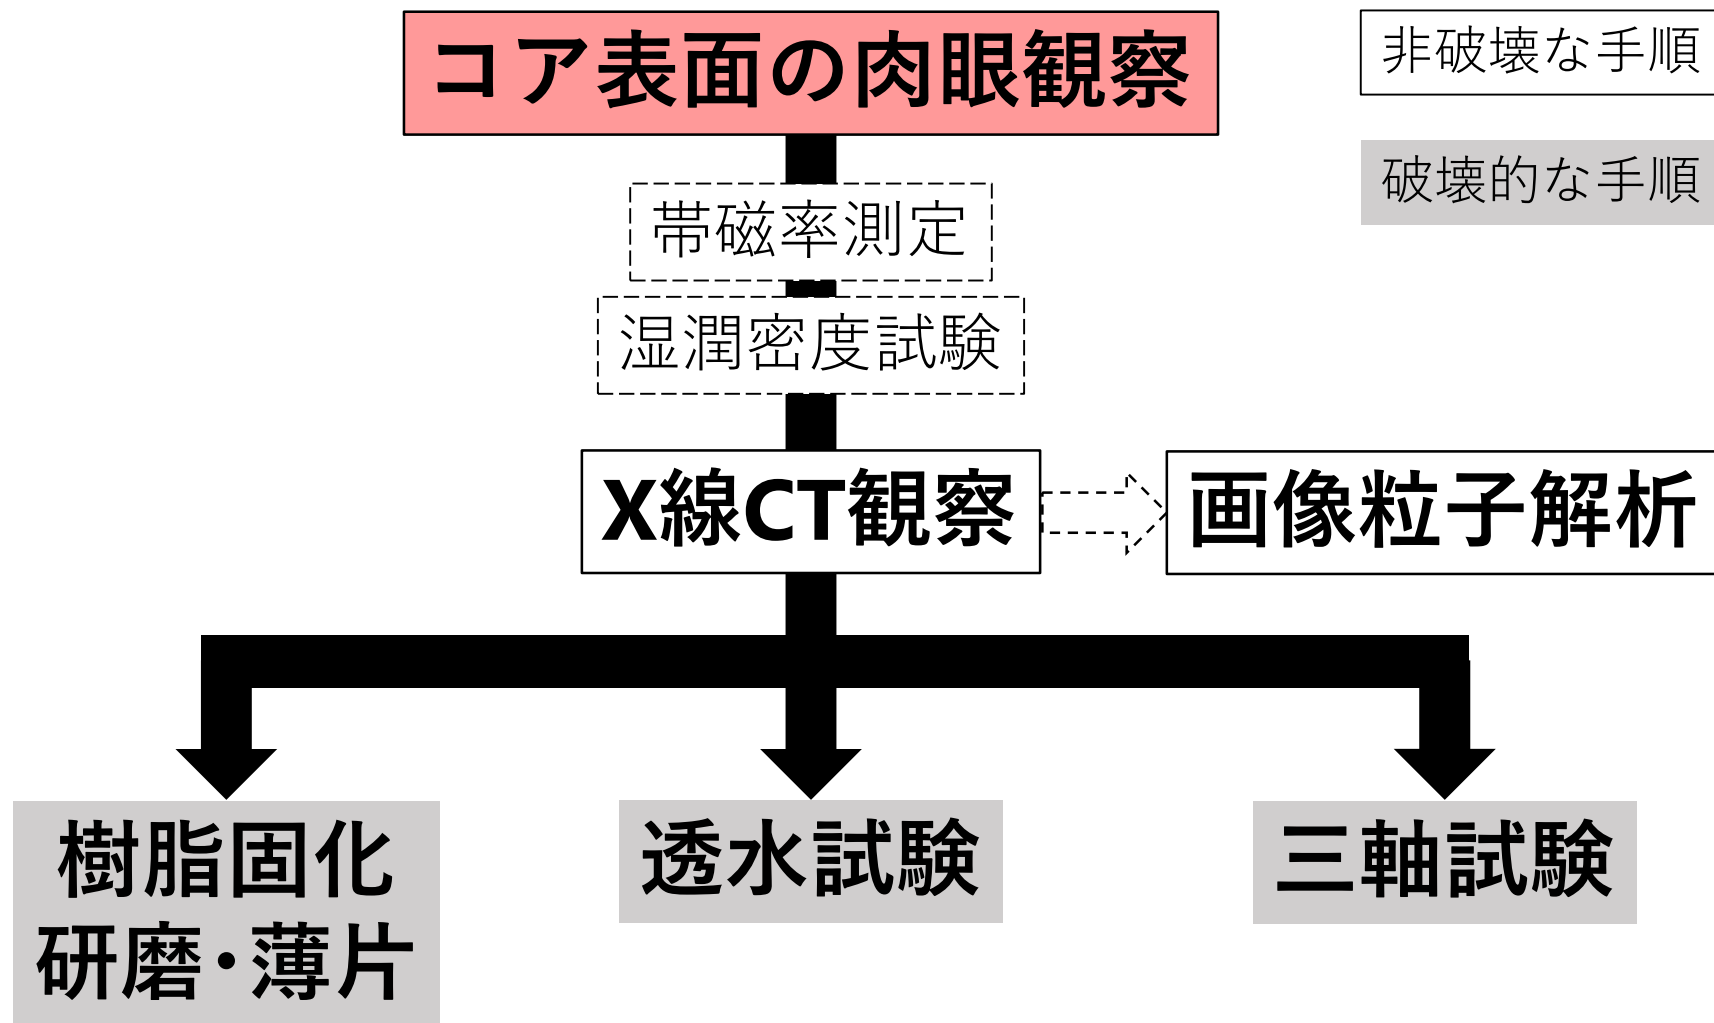 コア表面の肉眼観察
非破壊な手順
破壊的な手順
帯磁率測定
湿潤密度試験
X線CT観察
画像粒子解析
樹脂固化
研磨・薄片
透水試験
三軸試験